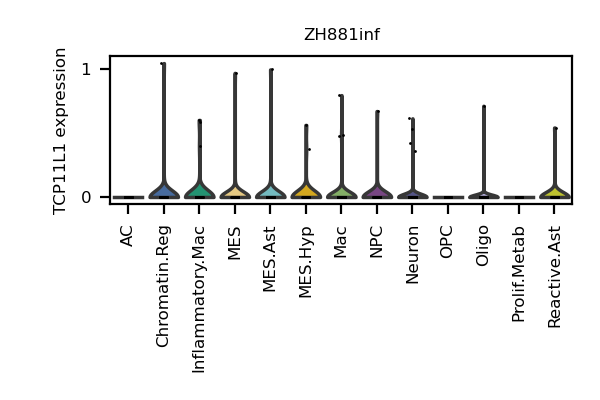 ZH881inf
TCP11L1 expression
1
0
AC
Chromatin.Reg
Inflammatory.Mac
MES
MES.Ast
MES.Hyp
Mac
NPC
Neuron
OPC
Oligo
Prolif.Metab
Reactive.Ast